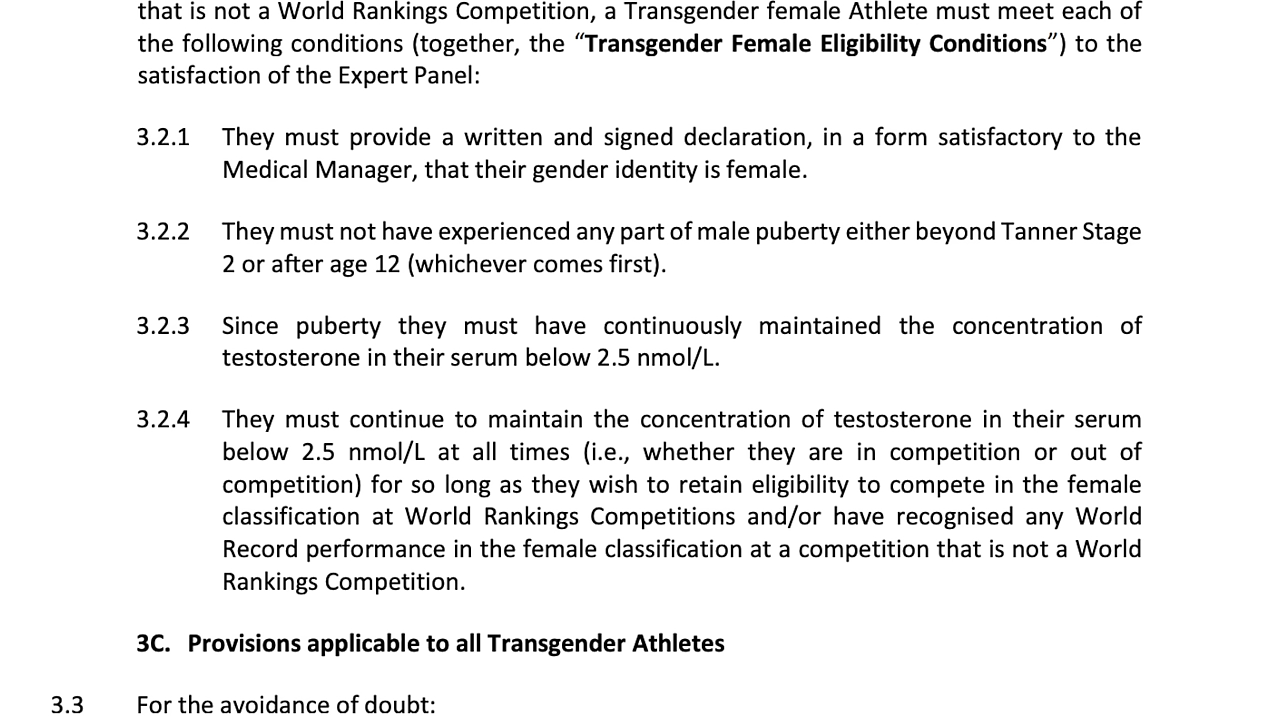 that is not a World Rankings Competition, a Transgender female Athlete must meet each of
the following conditions (together, the “Transgender Female Eligibility Conditions”) to the
satisfaction of the Expert Panel:
3.2.1 They must provide a written and signed declaration, in a form satisfactory to the
Medical Manager, that their gender identity is female.
3.2.2 They must not have experienced any part of male puberty either beyond Tanner Stage
2 or after age 12 (whichever comes first).
3.2.3 Since puberty they must have continuously maintained the concentration of
testosterone in their serum below 2.5 nmol/L.
3.2.4 They must continue to maintain the concentration of testosterone in their serum
below 2.5 nmol/L at all times (i.e., whether they are in competition or out of
competition) for so long as they wish to retain eligibility to compete in the female
classification at World Rankings Competitions and/or have recognised any World
Record performance in the female classification at a competition that is not a World
Rankings Competition.
3C. Provisions applicable to all Transgender Athletes
3.3 For the avoidance of doubt: